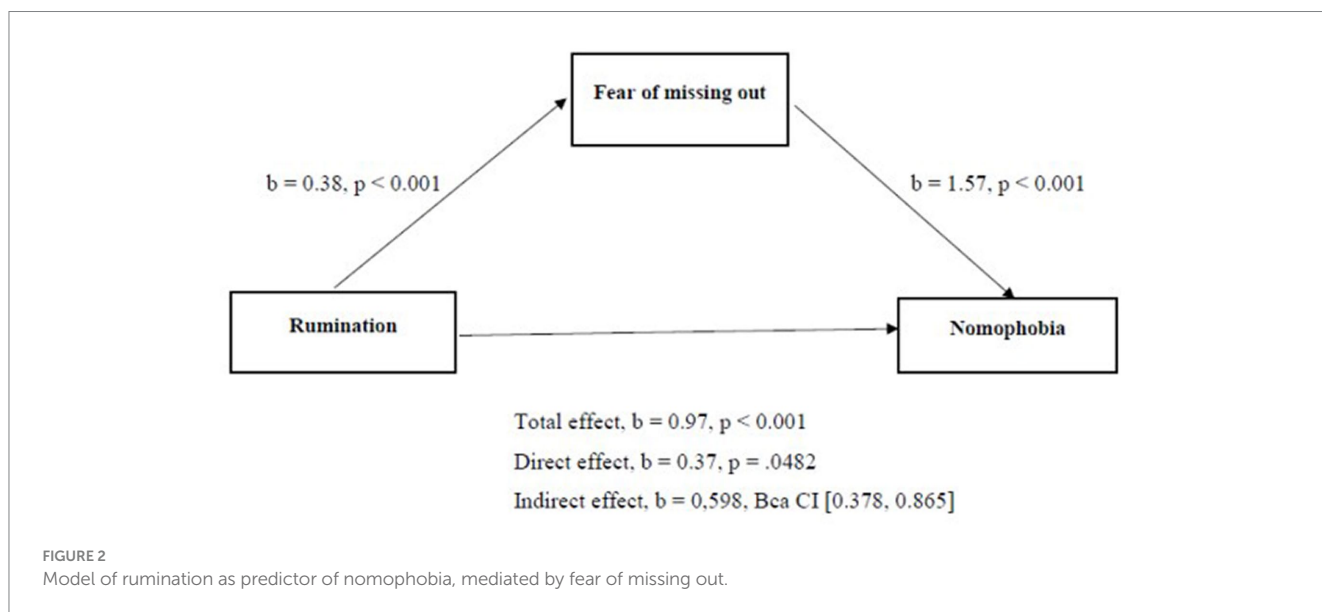 Fear of missing out
b = 0.38, p < 0.001
b = 1.57, p < 0.001
Rumination
Nomophobia
Total effect, b = 0.97, p < 0.001
Direct effect, b = 0.37, p = .0482
Indirect effect, b = 0,598, Bca CI [0.378, 0.865]
FIGURE 2
Model of rumination as predictor of nomophobia, mediated by fear of missing out.